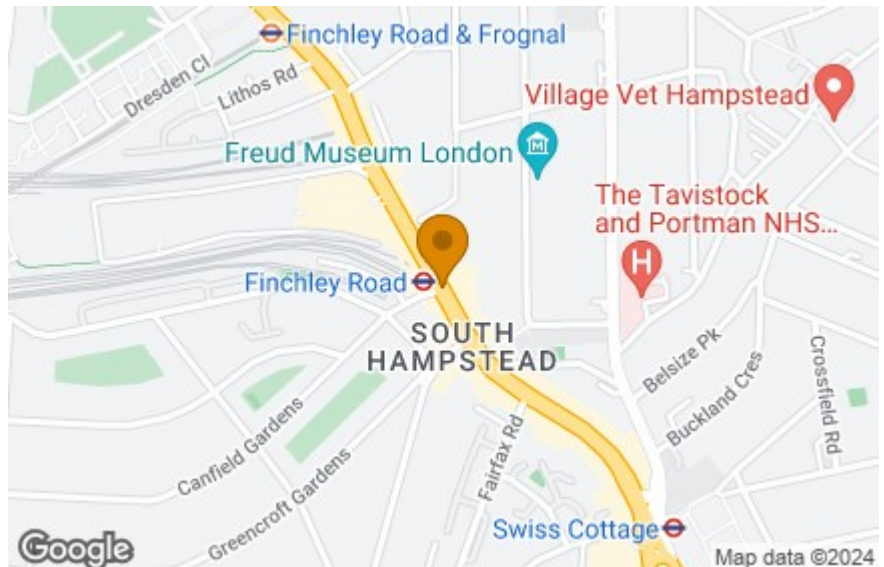 Finchley Road & Frognal
Dresden Cl
Lithos Rd
Village Vet Hampstead
Freud Museum London
M
The Tavistock
and Portman NHS...
H
Finchley Road
SOUTH
HAMPSTEAD
Belsize Pk
Crossfield Rd
Buckland Cres
Canfield Gardens
Fairfax Rd
Greencroft Gardens
Swiss Cottage
Google
Map data ©2024